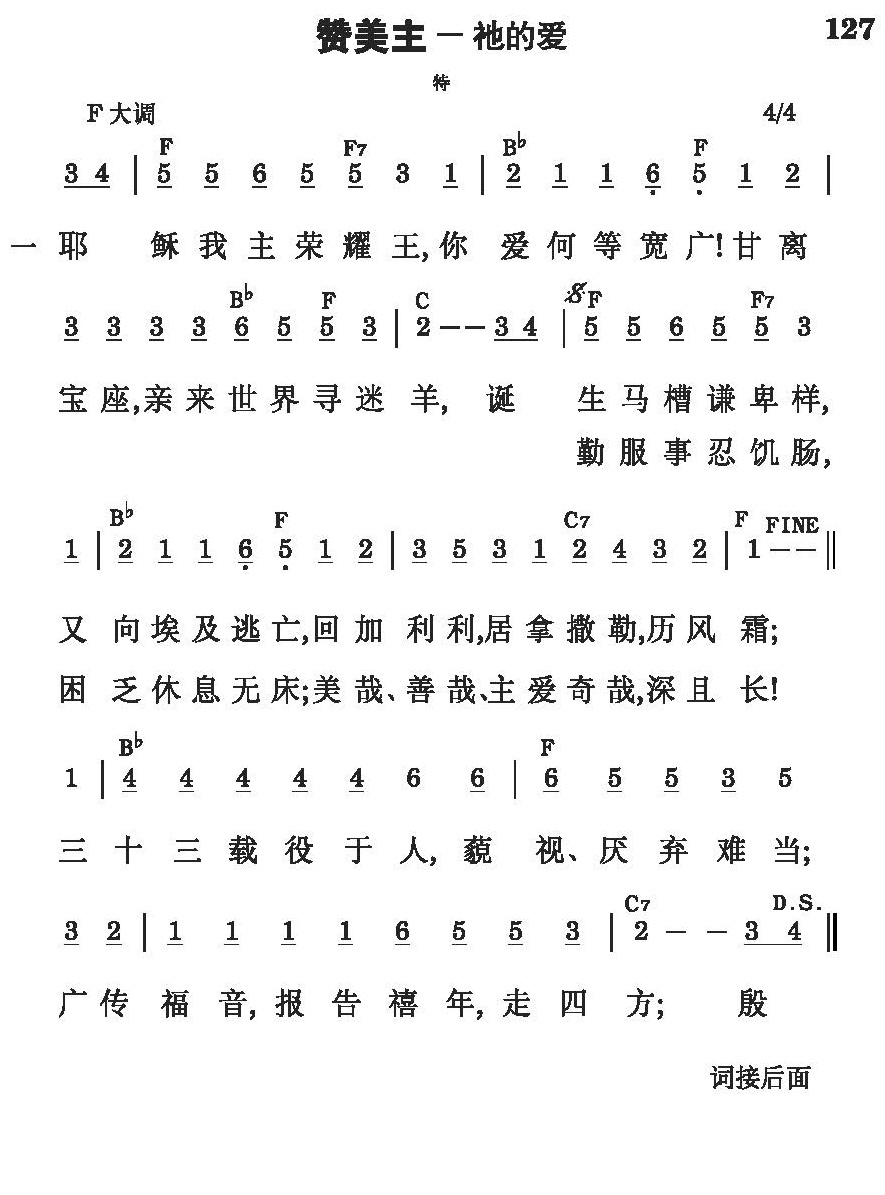 赞美主－祂的爱 127
特
F大调 4/4
F F7 B♭ F
3 4 | 5 5 6 5 5 3 1 | 2 1 1 6 5 1 2 |
一 耶 稣我主荣耀王,你 爱何等宽广!甘离
B♭ F C 𝄋F F7
3 3 3 3 6 5 5 3 | 2 — — 3 4 | 5 5 6 5 5 3
宝座,亲来世界寻迷羊, 诞 生马槽谦卑样,
勤服事忍饥肠,
B♭ F C7 F FINE
1 | 2 1 1 6 5 1 2 | 3 5 3 1 2 4 3 2 | 1 — — ‖
又 向埃及逃亡,回加利利,居拿撒勒,历风霜;
困 乏休息无床;美哉、善哉、主爱奇哉,深且长!
B♭ F
1 | 4 4 4 4 4 6 6 | 6 5 5 3 5
三十三载役于人,藐视、厌弃难当;
C7 D.S.
3 2 | 1 1 1 1 6 5 5 3 | 2 — — 3 4 ‖
广传福音,报告禧年,走四方; 殷
词接后面